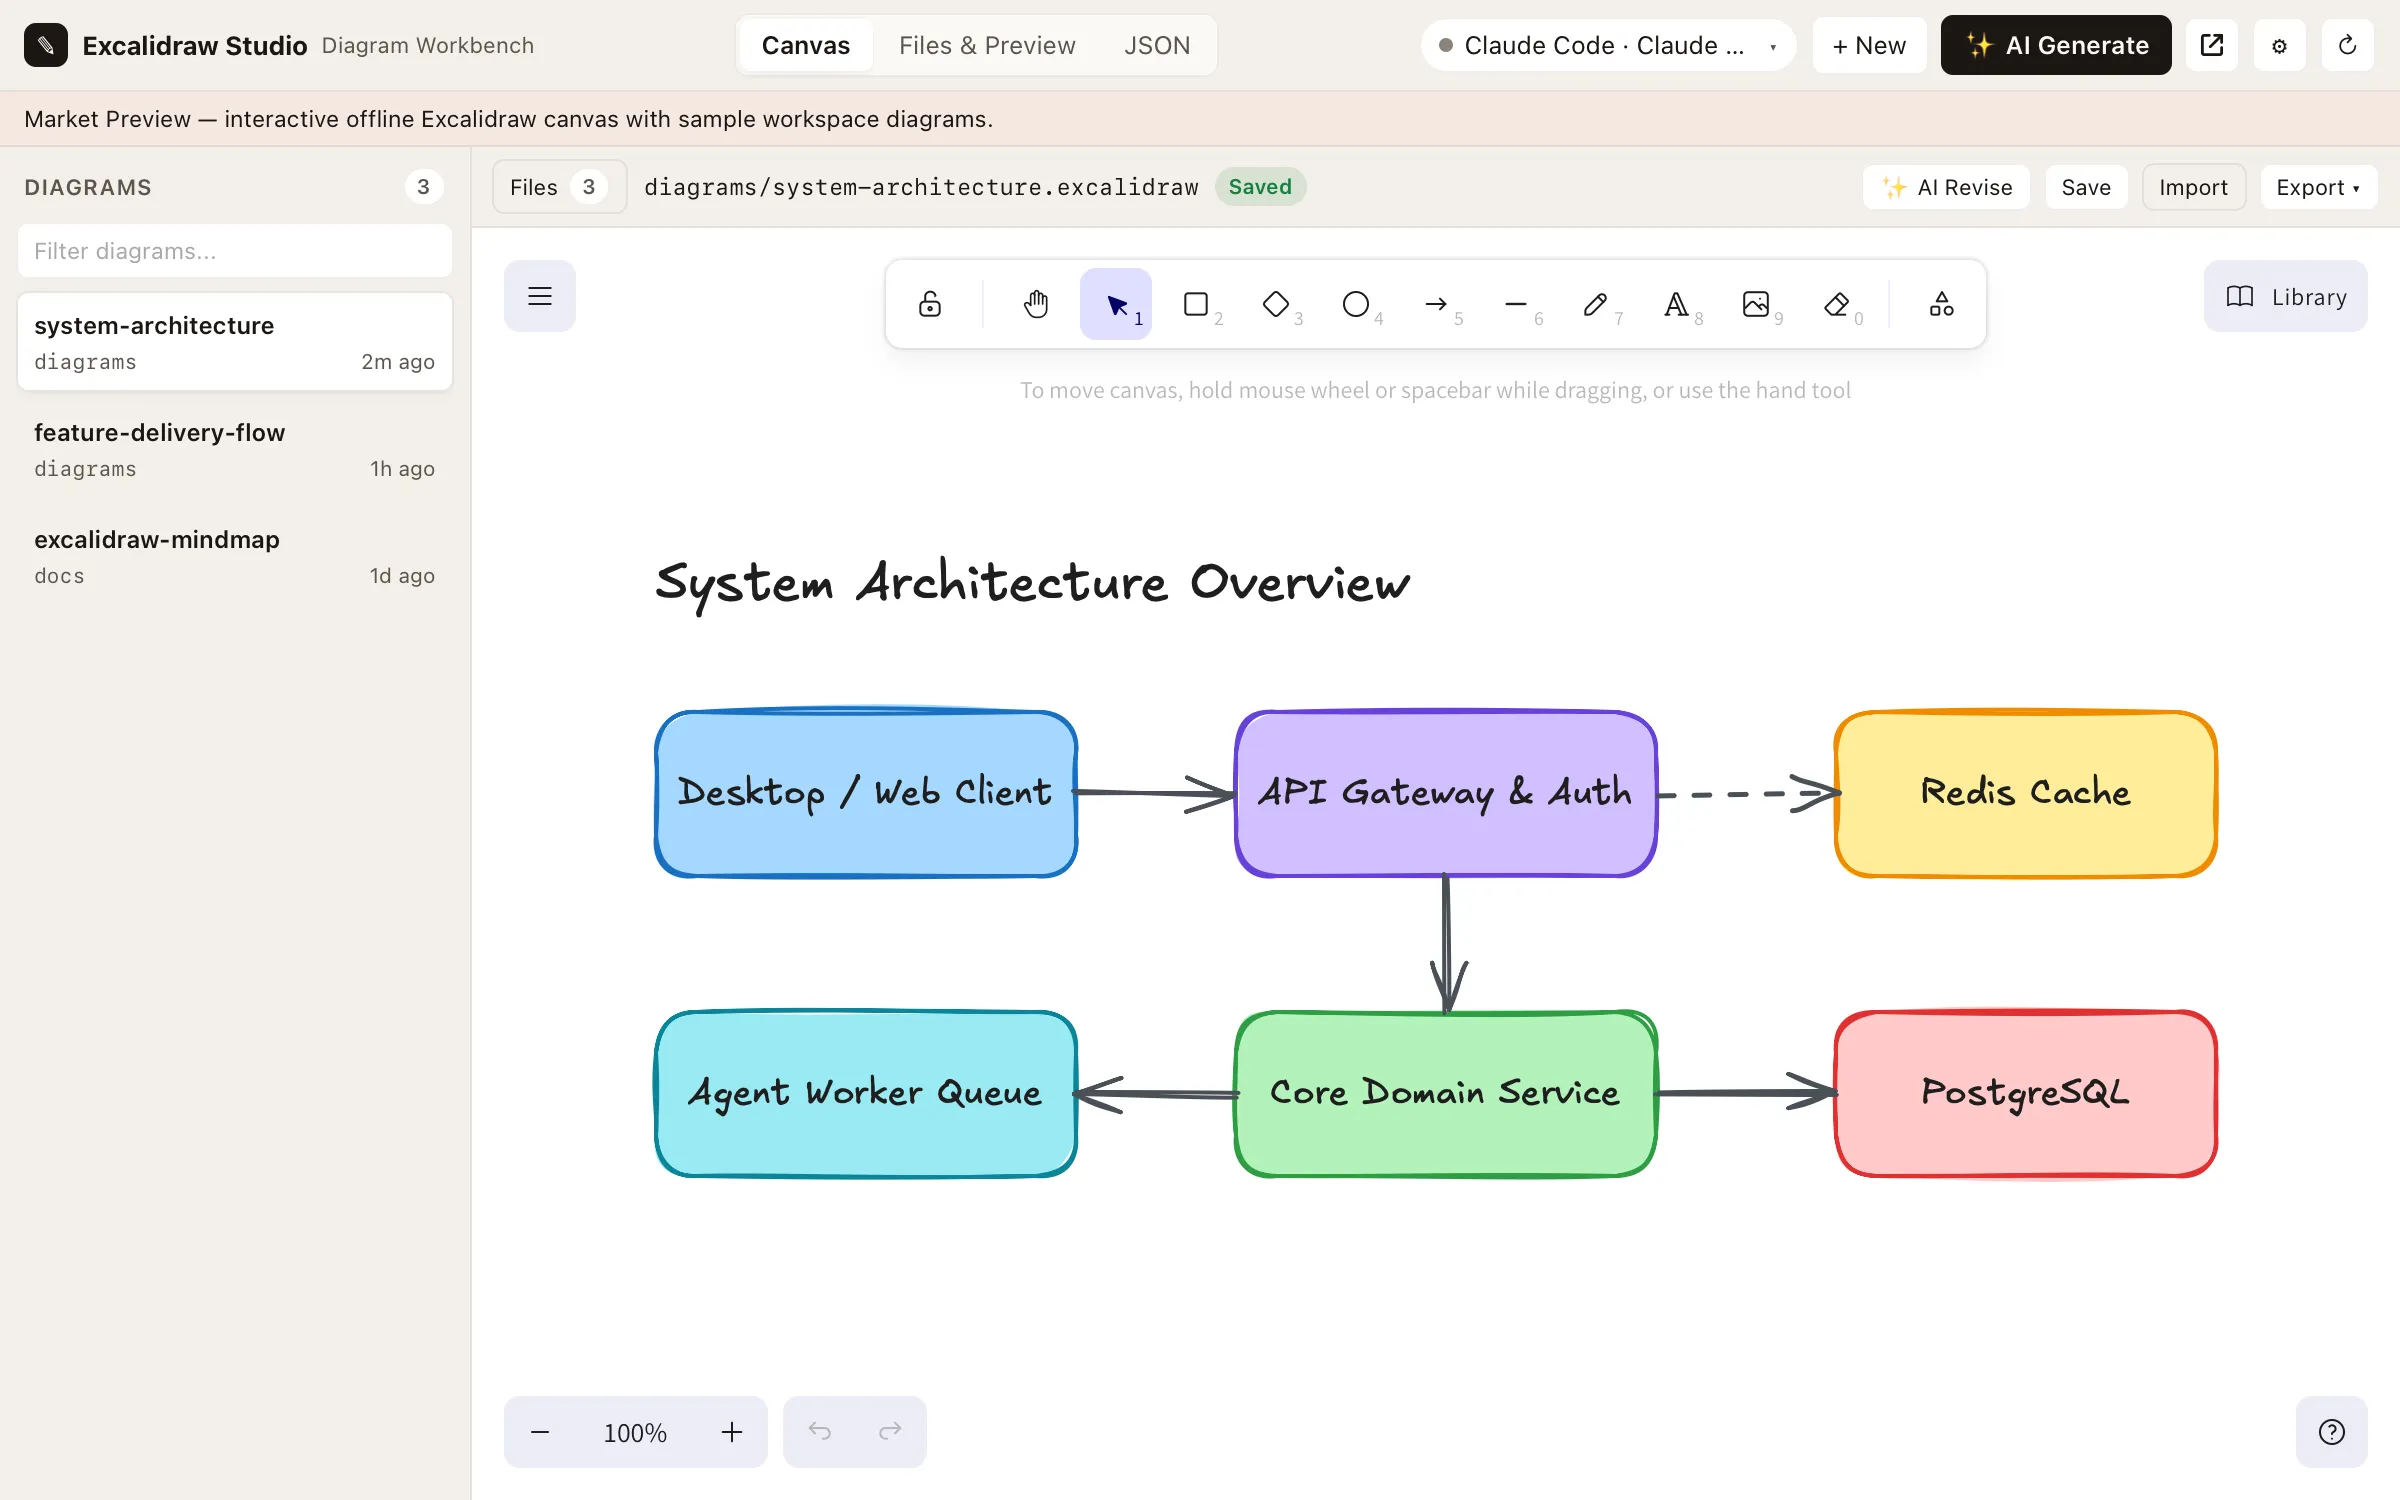 Excalidraw Studio Diagram Workbench
Canvas Files & Preview JSON
Claude Code · Claude ... ▾
+ New
✨ AI Generate
Market Preview — interactive offline Excalidraw canvas with sample workspace diagrams.
DIAGRAMS 3
Filter diagrams...
system-architecture
diagrams 2m ago
feature-delivery-flow
diagrams 1h ago
excalidraw-mindmap
docs 1d ago
Files 3 diagrams/system-architecture.excalidraw Saved
✨ AI Revise Save Import Export ▾
1 2 3 4 5 6 7 8 9 0
Library
To move canvas, hold mouse wheel or spacebar while dragging, or use the hand tool
System Architecture Overview
Desktop / Web Client
API Gateway & Auth
Redis Cache
Agent Worker Queue
Core Domain Service
PostgreSQL
100%